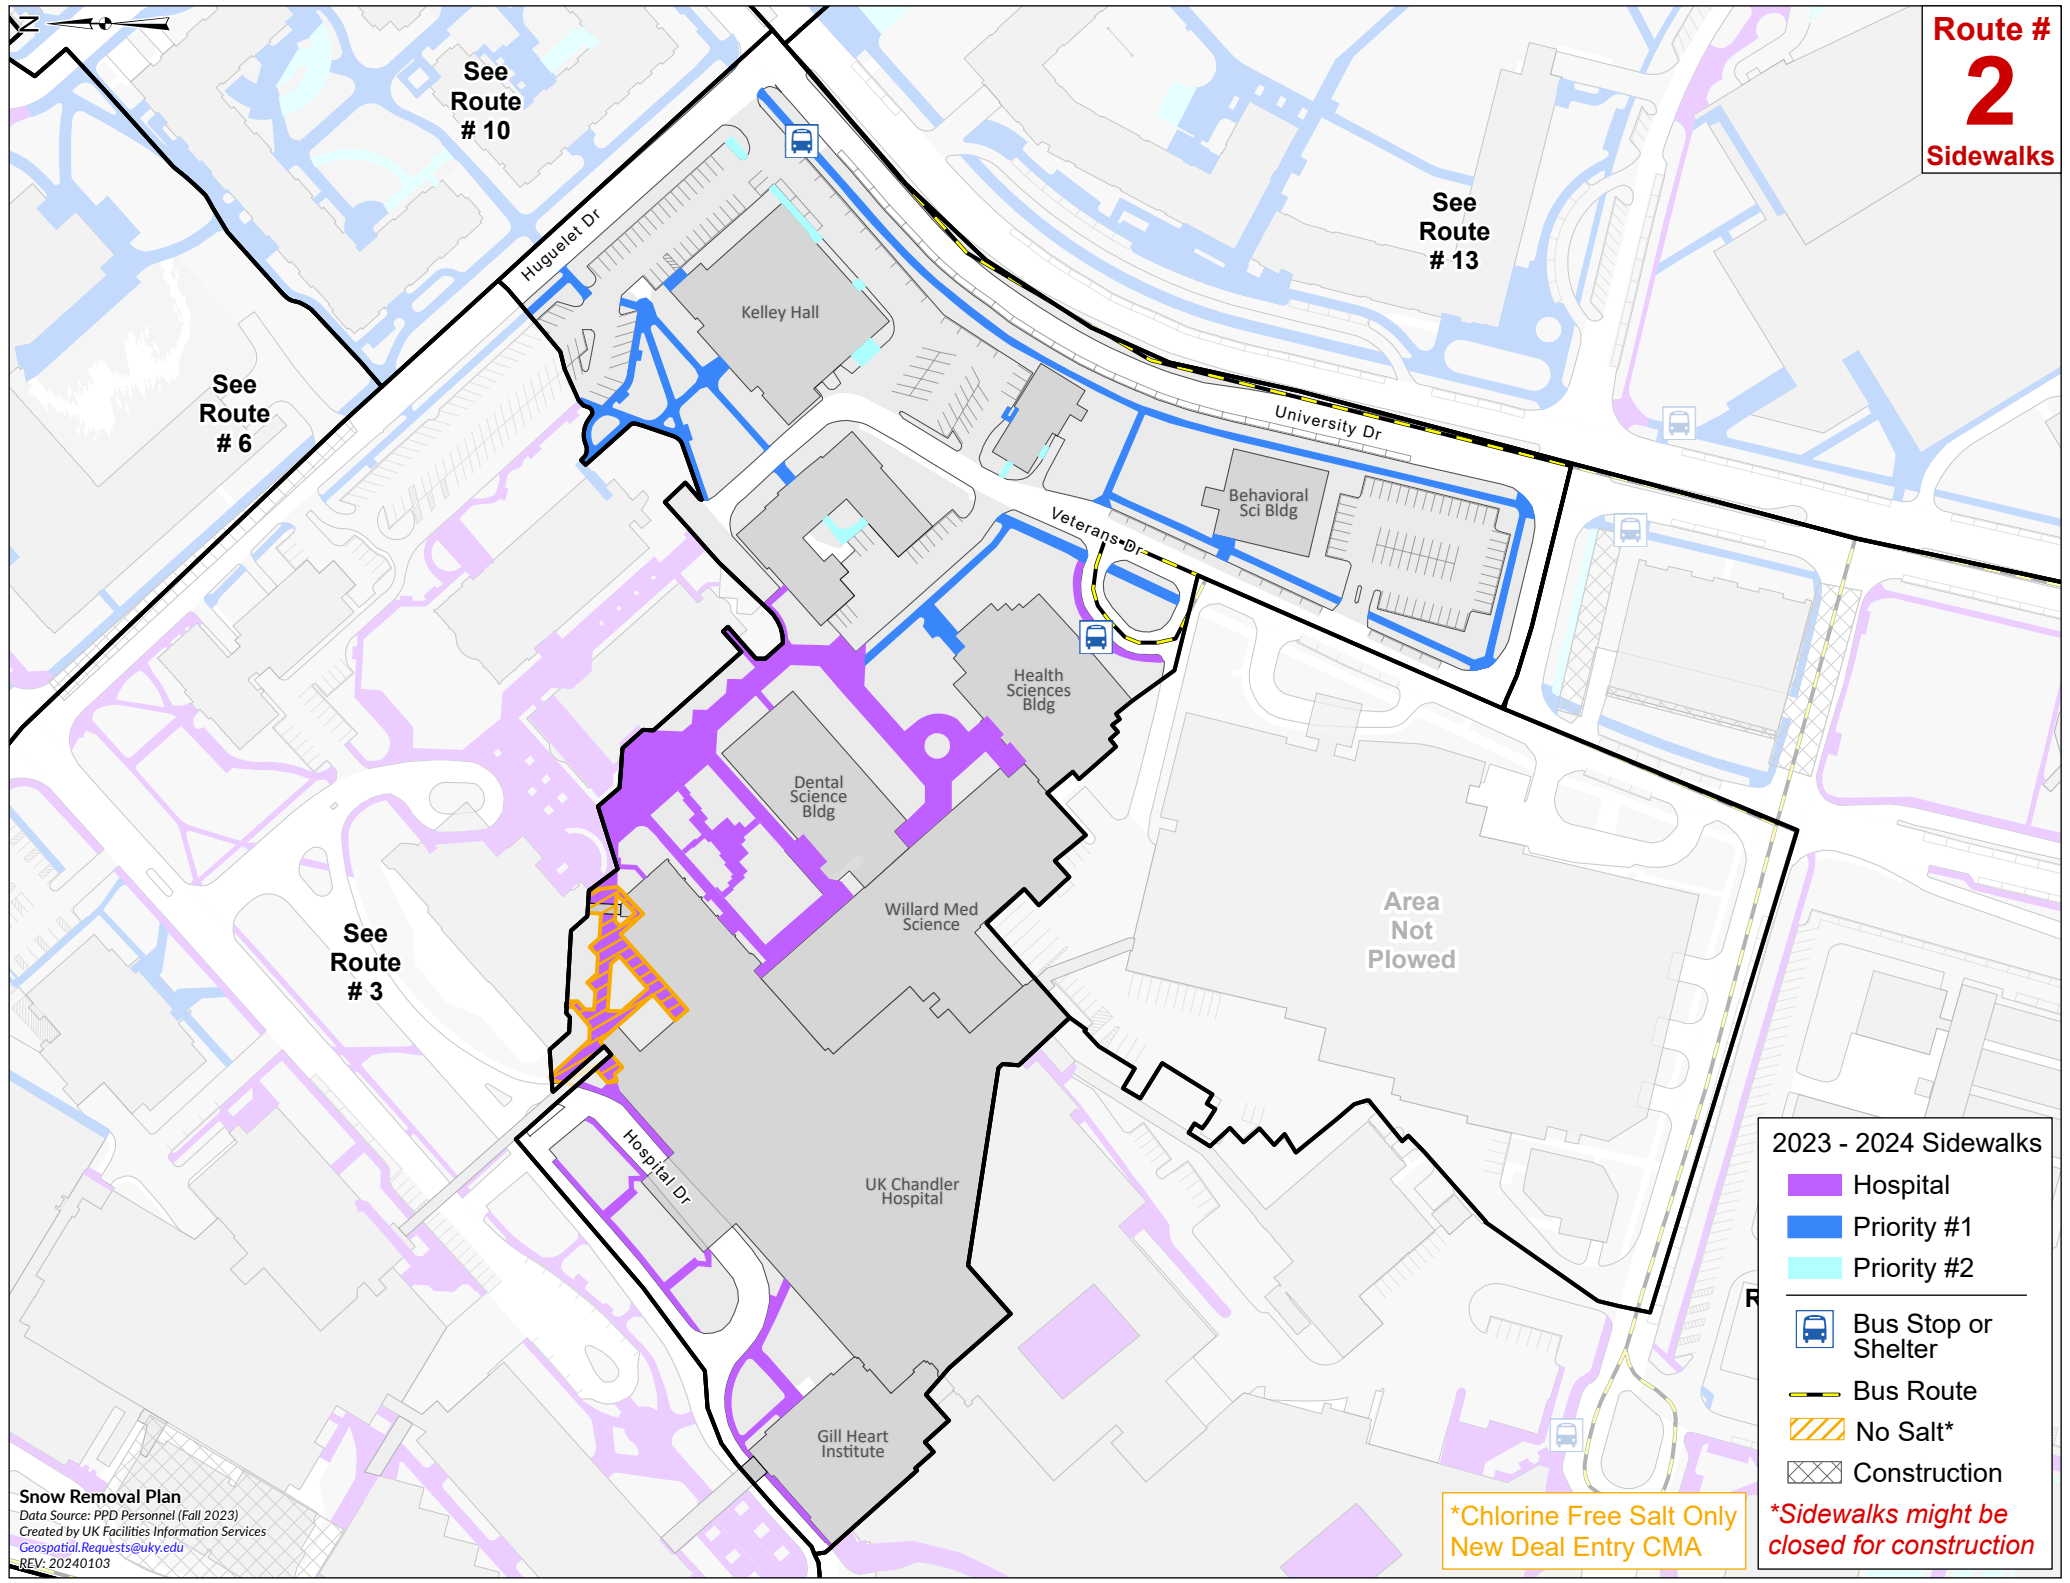 N
Route #
2
Sidewalks
See
Route
# 10
See
Route
# 13
Huguelet Dr
Kelley Hall
See
Route
# 6
University Dr
Behavioral
Sci Bldg
Veterans Dr
Health
Sciences
Bldg
Dental
Science
Bldg
Willard Med
Science
Area
Not
Plowed
See
Route
# 3
Hospital Dr
UK Chandler
Hospital
Gill Heart
Institute
R
2023 - 2024 Sidewalks
Hospital
Priority #1
Priority #2
Bus Stop or
Shelter
Bus Route
No Salt*
Construction
*Sidewalks might be
closed for construction
*Chlorine Free Salt Only
New Deal Entry CMA
Snow Removal Plan
Data Source: PPD Personnel (Fall 2023)
Created by UK Facilities Information Services
Geospatial.Requests@uky.edu
REV: 20240103